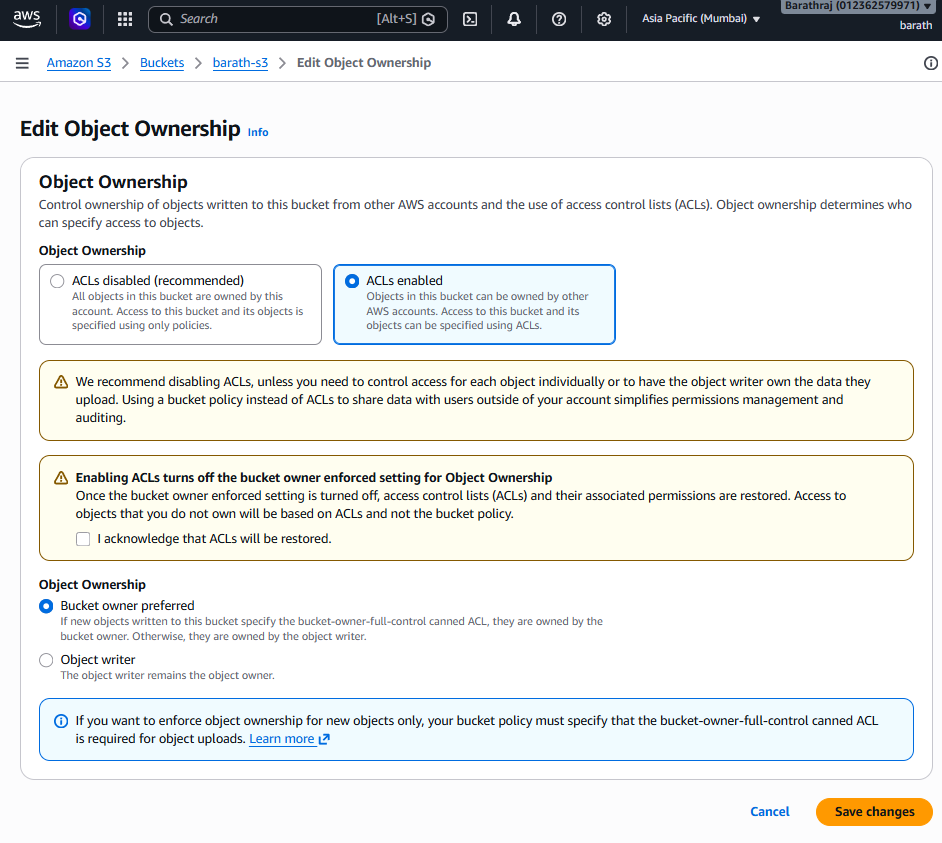 aws
Search
[Alt+S]
Asia Pacific (Mumbai)
Barathraj (012362579971)
barath
Amazon S3
Buckets
barath-s3
Edit Object Ownership
Edit Object Ownership Info
Object Ownership
Control ownership of objects written to this bucket from other AWS accounts and the use of access control lists (ACLs). Object ownership determines who
can specify access to objects.
Object Ownership
ACLs disabled (recommended)
All objects in this bucket are owned by this
account. Access to this bucket and its objects is
specified using only policies.
ACLs enabled
Objects in this bucket can be owned by other
AWS accounts. Access to this bucket and its
objects can be specified using ACLs.
We recommend disabling ACLs, unless you need to control access for each object individually or to have the object writer own the data they
upload. Using a bucket policy instead of ACLs to share data with users outside of your account simplifies permissions management and
auditing.
Enabling ACLs turns off the bucket owner enforced setting for Object Ownership
Once the bucket owner enforced setting is turned off, access control lists (ACLs) and their associated permissions are restored. Access to
objects that you do not own will be based on ACLs and not the bucket policy.
I acknowledge that ACLs will be restored.
Object Ownership
Bucket owner preferred
If new objects written to this bucket specify the bucket-owner-full-control canned ACL, they are owned by the
bucket owner. Otherwise, they are owned by the object writer.
Object writer
The object writer remains the object owner.
If you want to enforce object ownership for new objects only, your bucket policy must specify that the bucket-owner-full-control canned ACL
is required for object uploads. Learn more
Cancel
Save changes